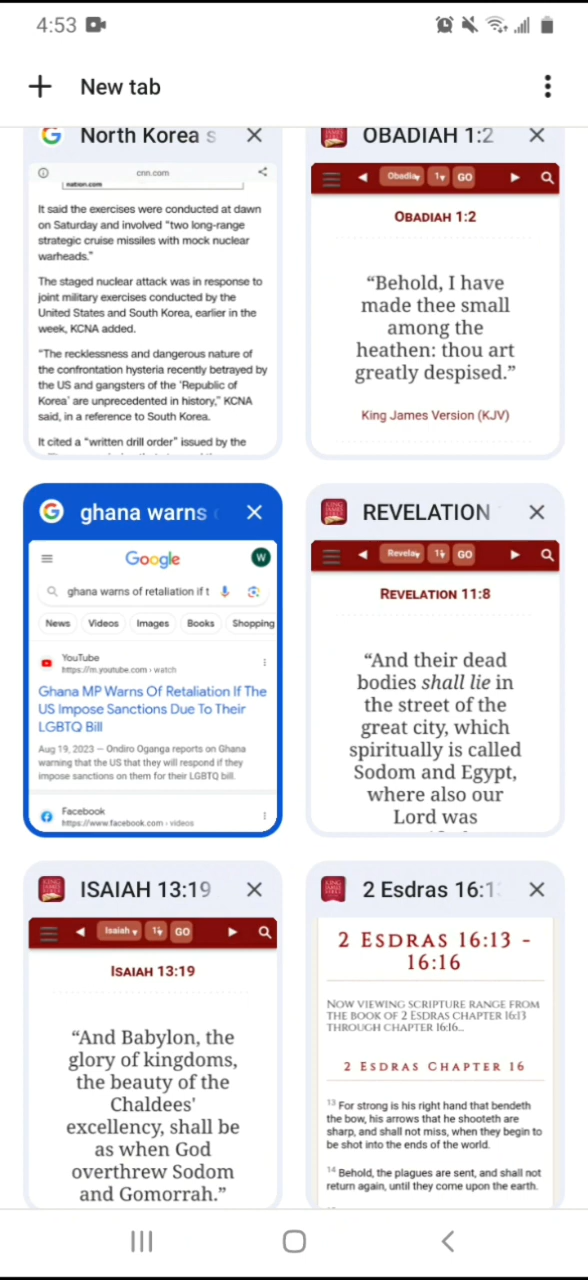 4:53
New tab
North Korea s
cnn.com
nation.com
It said the exercises were conducted at dawn
on Saturday and involved "two long-range
strategic cruise missiles with mock nuclear
warheads."
The staged nuclear attack was in response to
joint military exercises conducted by the
United States and South Korea, earlier in the
week, KCNA added.
"The recklessness and dangerous nature of
the confrontation hysteria recently betrayed by
the US and gangsters of the 'Republic of
Korea' are unprecedented in history," KCNA
said, in a reference to South Korea.
It cited a "written drill order" issued by the
OBADIAH 1:2
Obadia
1
GO
OBADIAH 1:2
“Behold, I have
made thee small
among the
heathen: thou art
greatly despised.”
King James Version (KJV)
ghana warns
Google
W
ghana warns of retaliation if t
News Videos Images Books Shopping
YouTube
https://m.youtube.com › watch
Ghana MP Warns Of Retaliation If The
US Impose Sanctions Due To Their
LGBTQ Bill
Aug 19, 2023 — Ondiro Oganga reports on Ghana
warning that the US that they will respond if they
impose sanctions on them for their LGBTQ bill.
Facebook
https://www.facebook.com › videos
REVELATION
Revela
1
GO
REVELATION 11:8
“And their dead
bodies shall lie in
the street of the
great city, which
spiritually is called
Sodom and Egypt,
where also our
Lord was
ISAIAH 13:19
Isaiah
1
GO
ISAIAH 13:19
“And Babylon, the
glory of kingdoms,
the beauty of the
Chaldees'
excellency, shall be
as when God
overthrew Sodom
and Gomorrah.”
2 Esdras 16:1
2 ESDRAS 16:13 -
16:16
NOW VIEWING SCRIPTURE RANGE FROM
THE BOOK OF 2 ESDRAS CHAPTER 16:13
THROUGH CHAPTER 16:16...
2 ESDRAS CHAPTER 16
13 For strong is his right hand that bendeth
the bow, his arrows that he shooteth are
sharp, and shall not miss, when they begin to
be shot into the ends of the world.
14 Behold, the plagues are sent, and shall not
return again, until they come upon the earth.